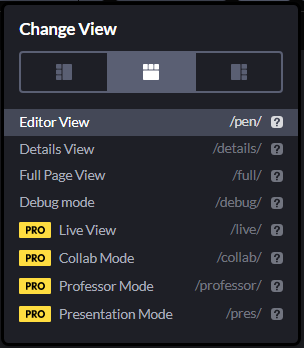 Change View
Editor View /pen/ ?
Details View /details/ ?
Full Page View /full/ ?
Debug mode /debug/ ?
PRO Live View /live/ ?
PRO Collab Mode /collab/ ?
PRO Professor Mode /professor/ ?
PRO Presentation Mode /pres/ ?